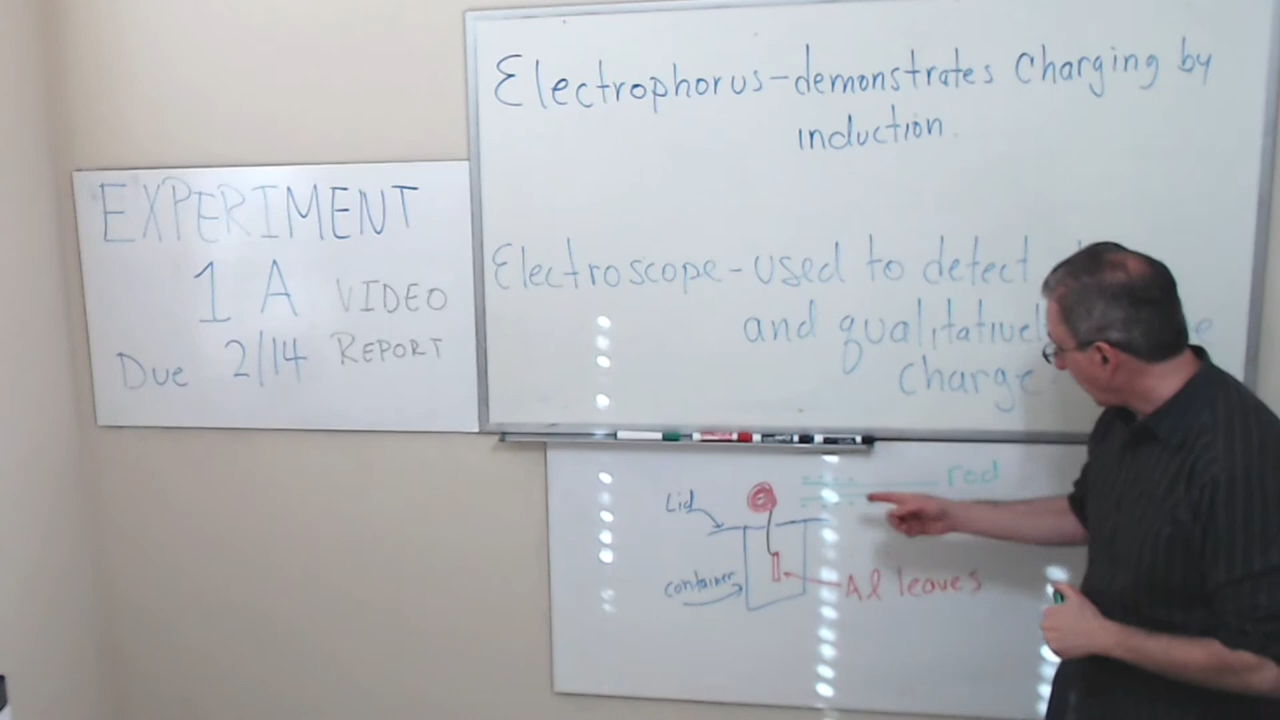 Electrophorus-demonstrates Charging by
induction.
EXPERIMENT
1 A VIDEO
Due 2/14 REPORT
Electroscope-used to detect
and
charge
rod
Lid
container
Al leaves